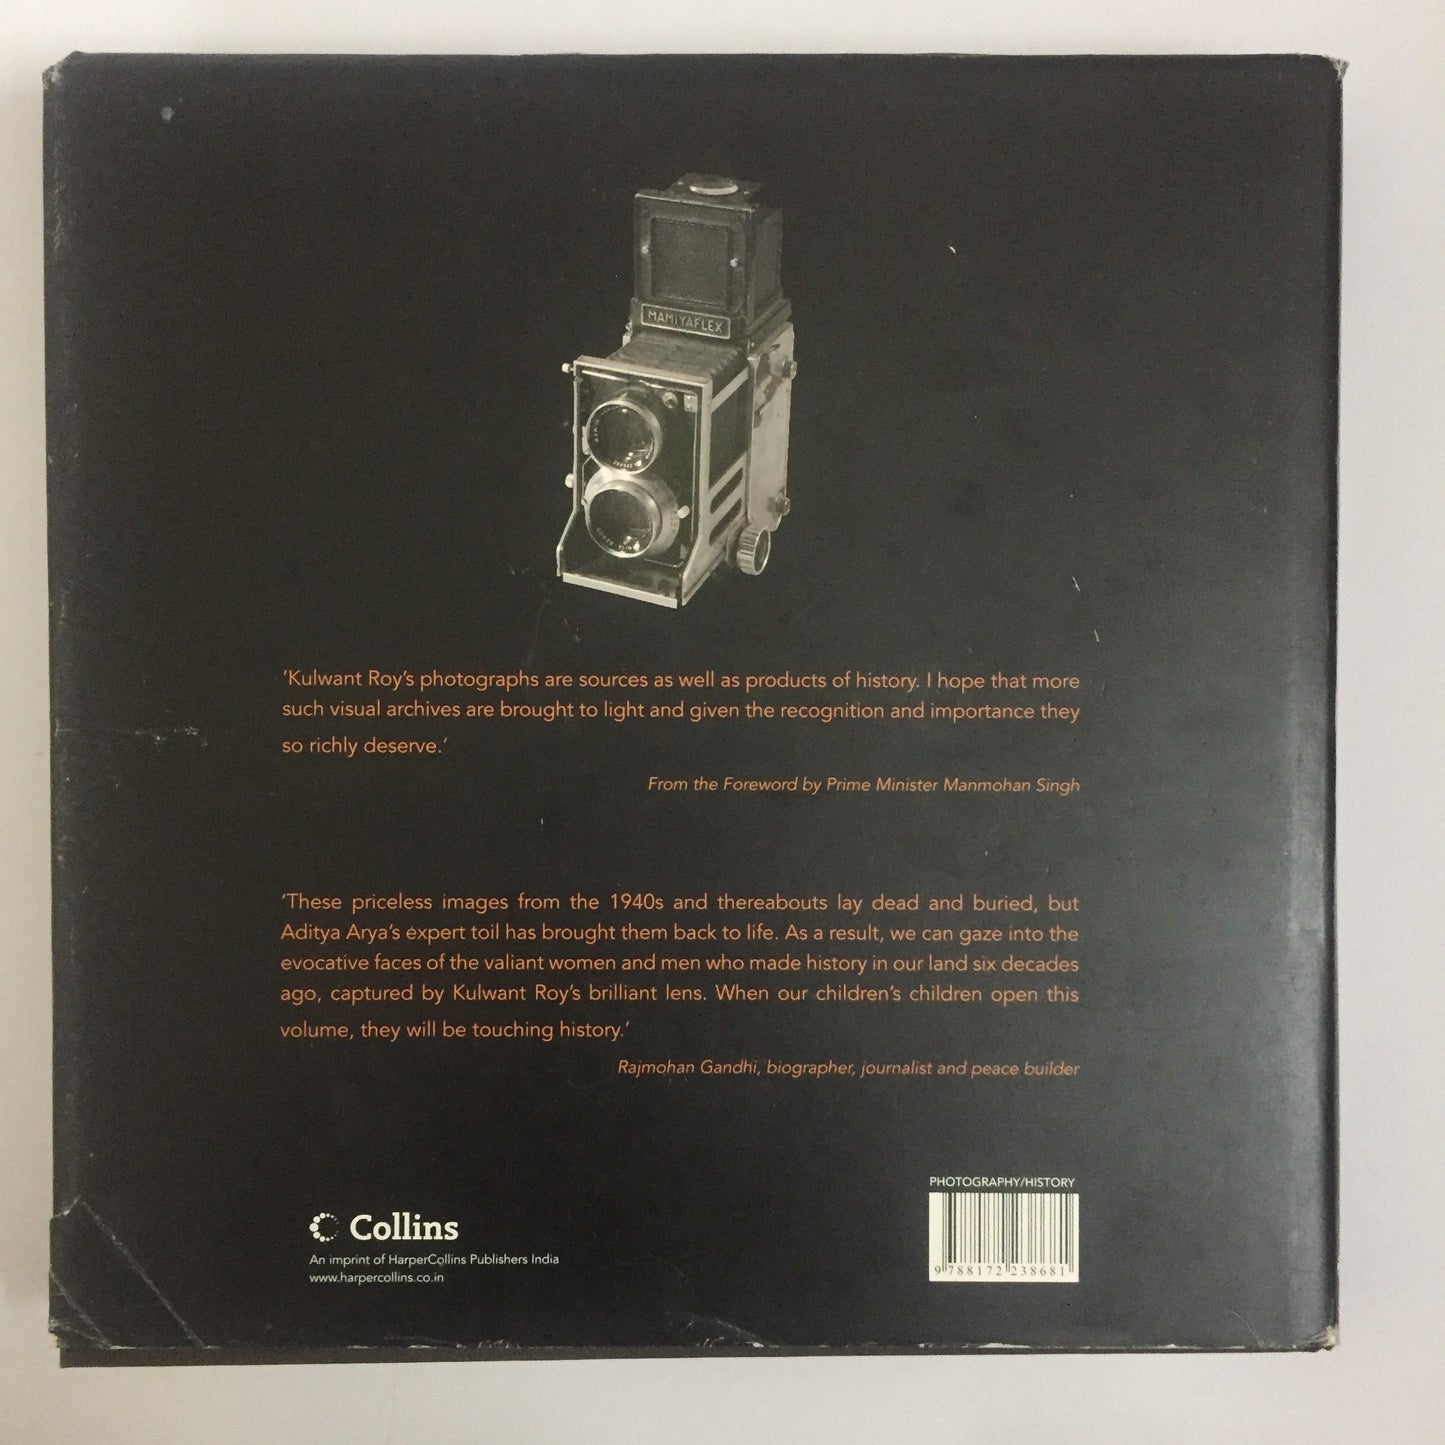 MAMIYAFLEX
'Kulwant Roy's photographs are sources as well as products of history. I hope that more
such visual archives are brought to light and given the recognition and importance they
so richly deserve.'
From the Foreword by Prime Minister Manmohan Singh
'These priceless images from the 1940s and thereabouts lay dead and buried, but
Aditya Arya's expert toil has brought them back to life. As a result, we can gaze into the
evocative faces of the valiant women and men who made history in our land six decades
ago, captured by Kulwant Roy's brilliant lens. When our children's children open this
volume, they will be touching history.'
Rajmohan Gandhi, biographer, journalist and peace builder
Collins
An imprint of HarperCollins Publishers India
www.harpercollins.co.in
PHOTOGRAPHY/HISTORY
9 788172 238681